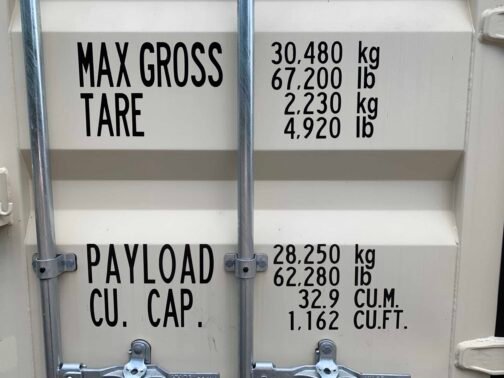 MAX GROSS 30,480 kg
67,200 lb
TARE 2,230 kg
4,920 lb
PAYLOAD 28,250 kg
62,280 lb
CU. CAP. 32.9 CU.M.
1,162 CU.FT.